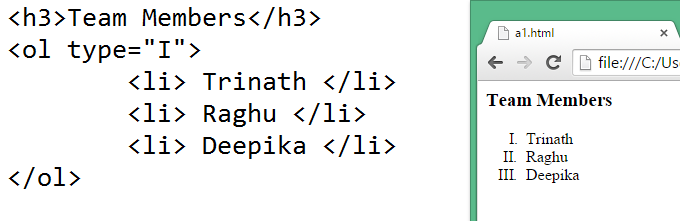 <h3>Team Members</h3>
<ol type="I">
<li> Trinath </li>
<li> Raghu </li>
<li> Deepika </li>
</ol>
a1.html
file:///C:/Use
Team Members
I. Trinath
II. Raghu
III. Deepika